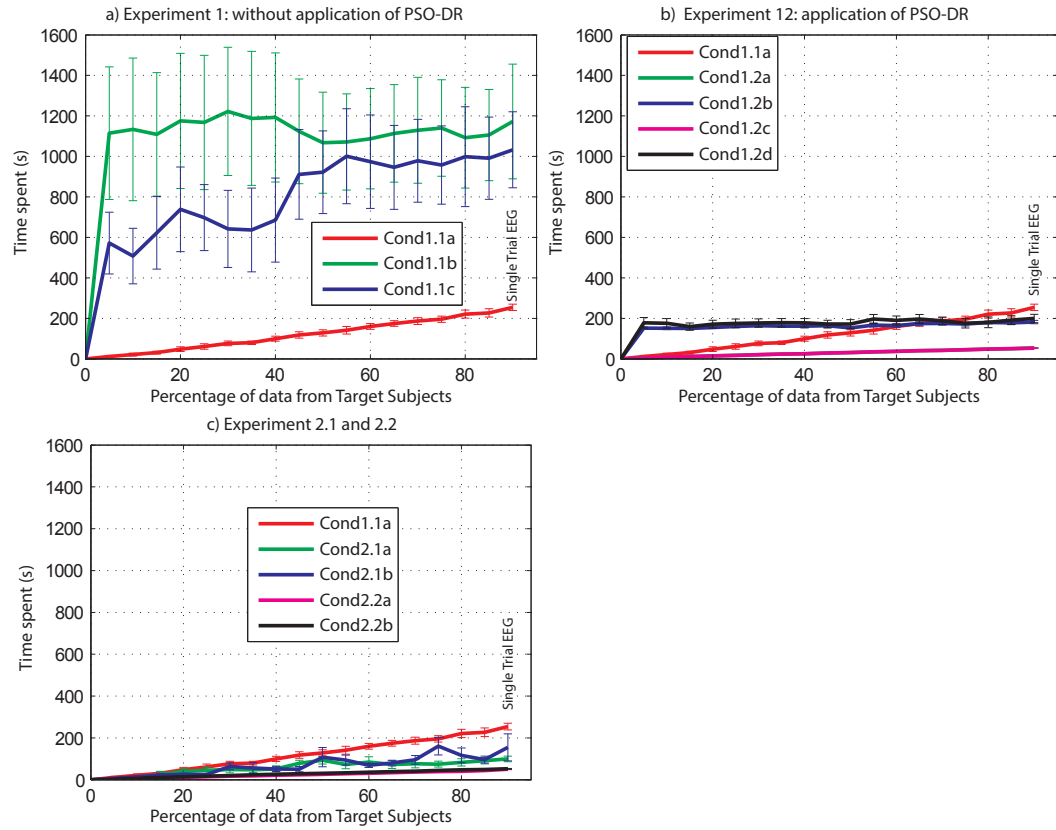 a) Experiment 1: without application of PSO-DR
1600
1400
1200
1000
800
600
400
200
0
Time spent (s)
Cond1.1a
Cond1.1b
Cond1.1c
Single Trial EEG
0 20 40 60 80
Percentage of data from Target Subjects
b) Experiment 12: application of PSO-DR
1600
1400
1200
1000
800
600
400
200
0
Time spent (s)
Cond1.1a
Cond1.2a
Cond1.2b
Cond1.2c
Cond1.2d
Single Trial EEG
0 20 40 60 80
Percentage of data from Target Subjects
c) Experiment 2.1 and 2.2
1600
1400
1200
1000
800
600
400
200
0
Time spent (s)
Cond1.1a
Cond2.1a
Cond2.1b
Cond2.2a
Cond2.2b
Single Trial EEG
0 20 40 60 80
Percentage of data from Target Subjects